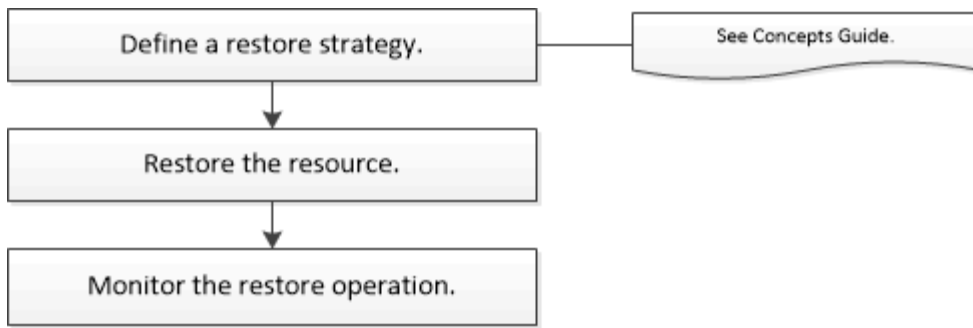 Define a restore strategy.
See Concepts Guide.
Restore the resource.
Monitor the restore operation.